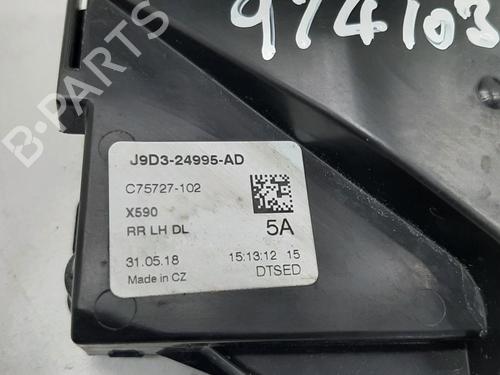 974103
B-PARTS
J9D3-24995-AD
C75727-102
X590
RR LH DL 5A
31.05.18 15:13:12 15
Made in CZ DTSED